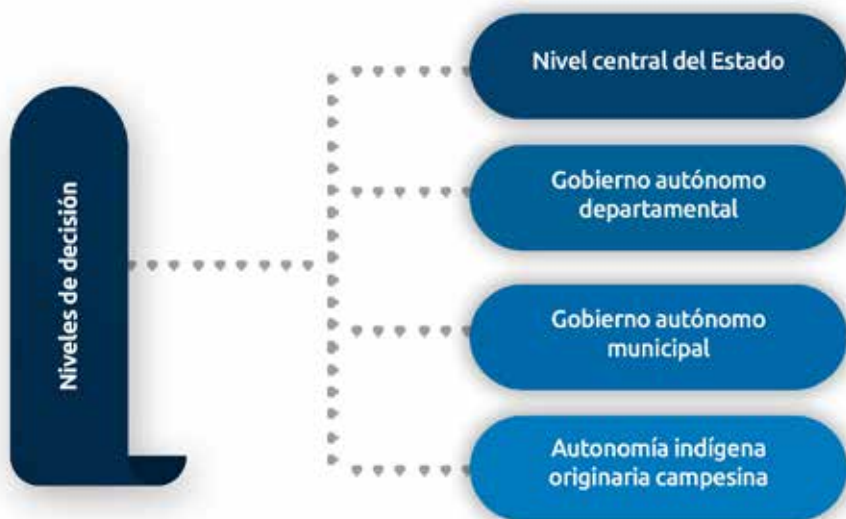 Niveles de decisión
Nivel central del Estado
Gobierno autónomo
departamental
Gobierno autónomo
municipal
Autonomía indígena
originaria campesina